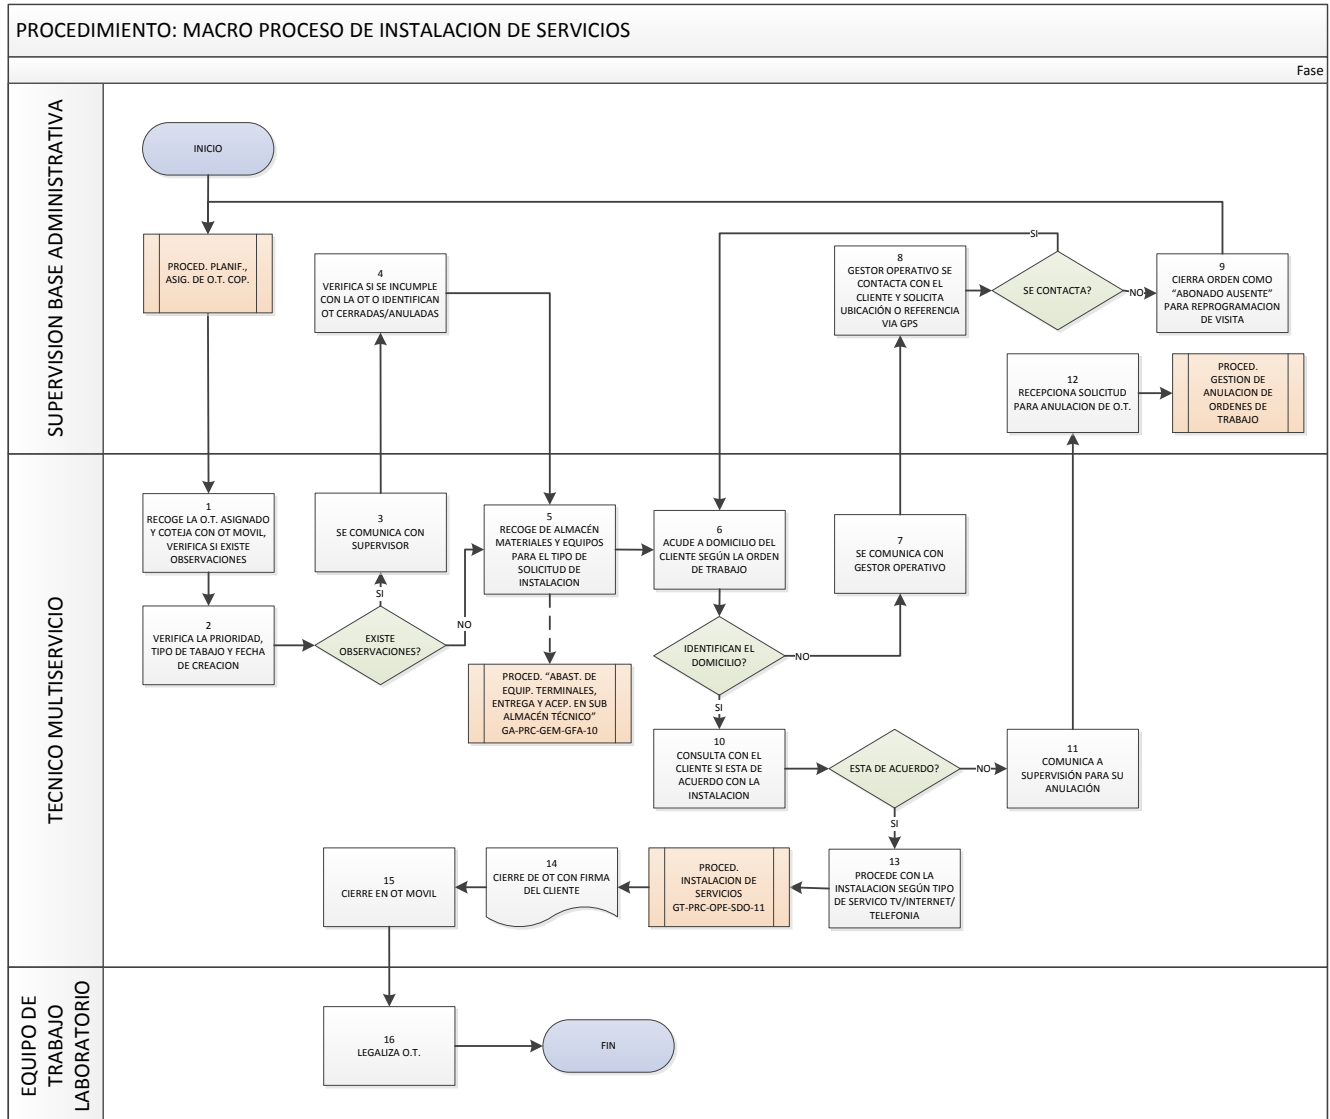 PROCEDIMIENTO: MACRO PROCESO DE INSTALACION DE SERVICIOS
Fase
SUPERVISION BASE ADMINISTRATIVA
INICIO
PROCED. PLANIF.,
ASIG. DE O.T. COP.
4
VERIFICA SI SE INCUMPLE
CON LA OT O IDENTIFICAN
OT CERRADAS/ANULADAS
8
GESTOR OPERATIVO SE
CONTACTA CON EL
CLIENTE Y SOLICITA
UBICACIÓN O REFERENCIA
VIA GPS
SI
SE CONTACTA?
NO
9
CIERRA ORDEN COMO
“ABONADO AUSENTE”
PARA REPROGRAMACION
DE VISITA
12
RECEPCIONA SOLICITUD
PARA ANULACION DE O.T.
PROCED.
GESTION DE
ANULACION DE
ORDENES DE
TRABAJO
TECNICO MULTISERVICIO
1
RECOGE LA O.T. ASIGNADO
Y COTEJA CON OT MOVIL,
VERIFICA SI EXISTE
OBSERVACIONES
2
VERIFICA LA PRIORIDAD,
TIPO DE TABAJO Y FECHA
DE CREACION
3
SE COMUNICA CON
SUPERVISOR
SI
EXISTE
OBSERVACIONES?
NO
5
RECOGE DE ALMACÉN
MATERIALES Y EQUIPOS
PARA EL TIPO DE
SOLICITUD DE
INSTALACION
PROCED. “ABAST. DE
EQUIP. TERMINALES,
ENTREGA Y ACEP. EN SUB
ALMACÉN TÉCNICO”
GA-PRC-GEM-GFA-10
6
ACUDE A DOMICILIO DEL
CLIENTE SEGÚN LA ORDEN
DE TRABAJO
IDENTIFICAN EL
DOMICILIO?
NO
SI
7
SE COMUNICA CON
GESTOR OPERATIVO
10
CONSULTA CON EL
CLIENTE SI ESTA DE
ACUERDO CON LA
INSTALACION
ESTA DE ACUERDO?
NO
SI
11
COMUNICA A
SUPERVISIÓN PARA SU
ANULACIÓN
13
PROCEDE CON LA
INSTALACION SEGÚN TIPO
DE SERVICO TV/INTERNET/
TELEFONIA
PROCED.
INSTALACION DE
SERVICIOS
GT-PRC-OPE-SDO-11
14
CIERRE DE OT CON FIRMA
DEL CLIENTE
15
CIERRE EN OT MOVIL
EQUIPO DE
TRABAJO
LABORATORIO
16
LEGALIZA O.T.
FIN